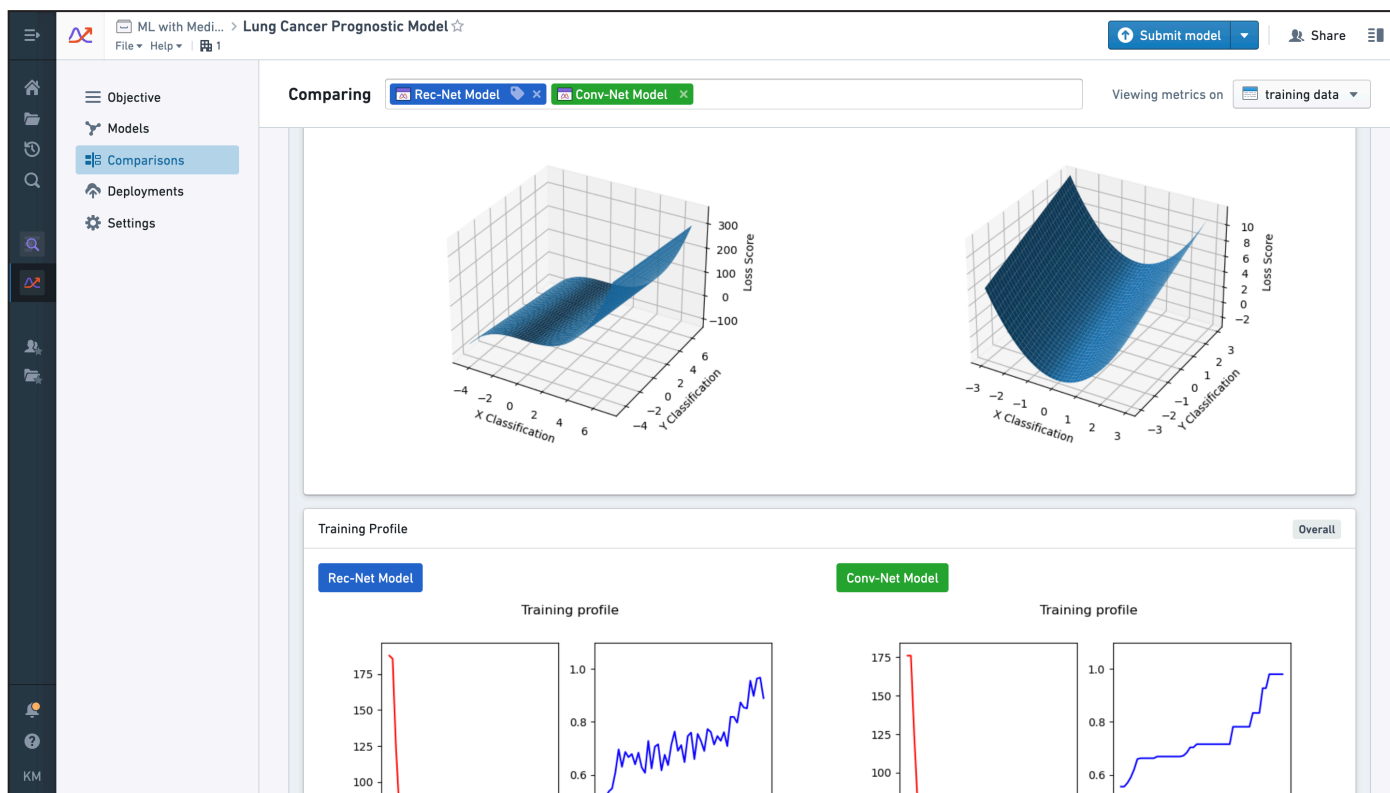 ML with Medi... > Lung Cancer Prognostic Model
File Help 1
Submit model
Share
Objective
Models
Comparisons
Deployments
Settings
KM
Comparing
Rec-Net Model
Conv-Net Model
Viewing metrics on
training data
300
200
100
0
−100
Loss Score
−4
−2
0
2
4
6
X Classification
−4
−2
0
2
4
6
Y Classification
10
8
6
4
2
0
−2
Loss Score
−3
−2
−1
0
1
2
3
X Classification
−3
−2
−1
0
1
2
3
Y Classification
Training Profile
Overall
Rec-Net Model
Training profile
175
150
125
100
1.0
0.8
0.6
Conv-Net Model
Training profile
175
150
125
100
1.0
0.8
0.6